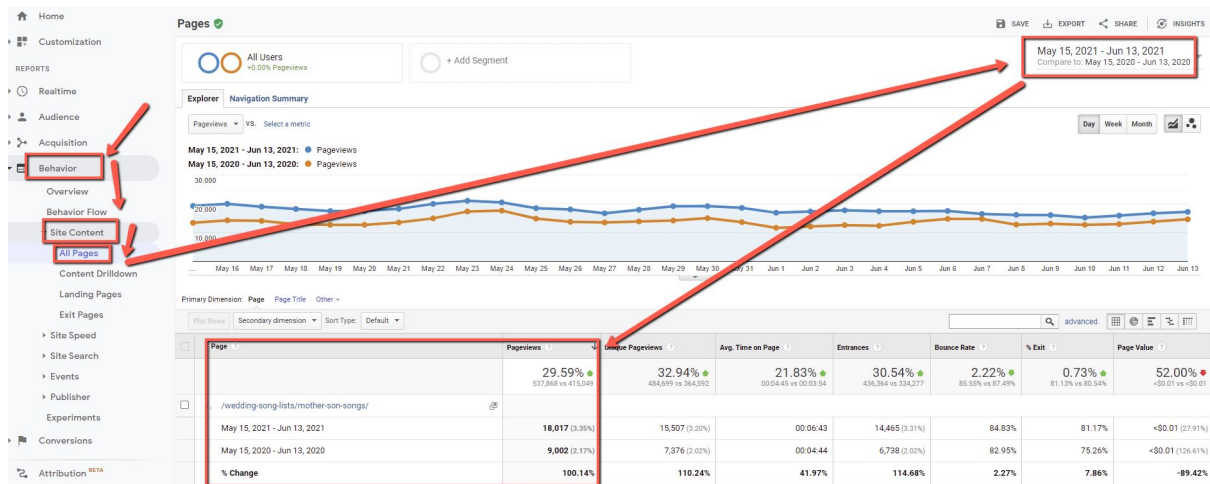 Home
Customization
REPORTS
Realtime
Audience
Acquisition
Behavior
Overview
Behavior Flow
Site Content
All Pages
Content Drilldown
Landing Pages
Exit Pages
Site Speed
Site Search
Events
Publisher
Experiments
Conversions
Attribution BETA
Pages
SAVE EXPORT SHARE INSIGHTS
All Users
+0.00% Pageviews
+ Add Segment
May 15, 2021 - Jun 13, 2021
Compare to: May 15, 2020 - Jun 13, 2020
Explorer Navigation Summary
Pageviews VS. Select a metric
Day Week Month
May 15, 2021 - Jun 13, 2021: Pageviews
May 15, 2020 - Jun 13, 2020: Pageviews
30,000
20,000
10,000
... May 16 May 17 May 18 May 19 May 20 May 21 May 22 May 23 May 24 May 25 May 26 May 27 May 28 May 29 May 30 May 31 Jun 1 Jun 2 Jun 3 Jun 4 Jun 5 Jun 6 Jun 7 Jun 8 Jun 9 Jun 10 Jun 11 Jun 12 Jun 13
Primary Dimension: Page Page Title Other
Plot Rows Secondary dimension Sort Type: Default advanced
Page Pageviews Unique Pageviews Avg. Time on Page Entrances Bounce Rate % Exit Page Value
29.59% 32.94% 21.83% 30.54% 2.22% 0.73% 52.00%
537,868 vs 415,049 484,699 vs 364,592 00:04:45 vs 00:03:54 436,364 vs 334,277 85.55% vs 87.49% 81.13% vs 80.54% <$0.01 vs <$0.01
/wedding-song-lists/mother-son-songs/
May 15, 2021 - Jun 13, 2021 18,017 (3.35%) 15,507 (3.20%) 00:06:43 14,465 (3.31%) 84.83% 81.17% <$0.01 (27.91%)
May 15, 2020 - Jun 13, 2020 9,002 (2.17%) 7,376 (2.02%) 00:04:44 6,738 (2.02%) 82.95% 75.26% <$0.01 (126.61%)
% Change 100.14% 110.24% 41.97% 114.68% 2.27% 7.86% -89.42%